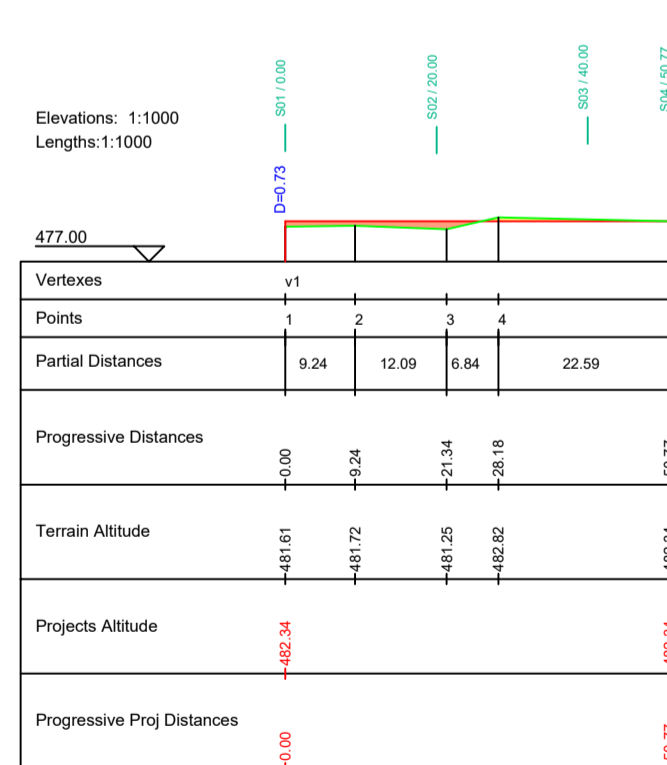 S01 / 0.00
S02 / 20.00
S03 / 40.00
S04 / 50.77
Elevations: 1:1000
Lengths:1:1000
D=0.73
477.00
Vertexes
v1
Points
1 2 3 4
Partial Distances
9.24 12.09 6.84 22.59
Progressive Distances
0.00 9.24 21.34 28.18
Terrain Altitude
481.61 481.72 481.25 482.82
Projects Altitude
482.34
Progressive Proj Distances
0.00